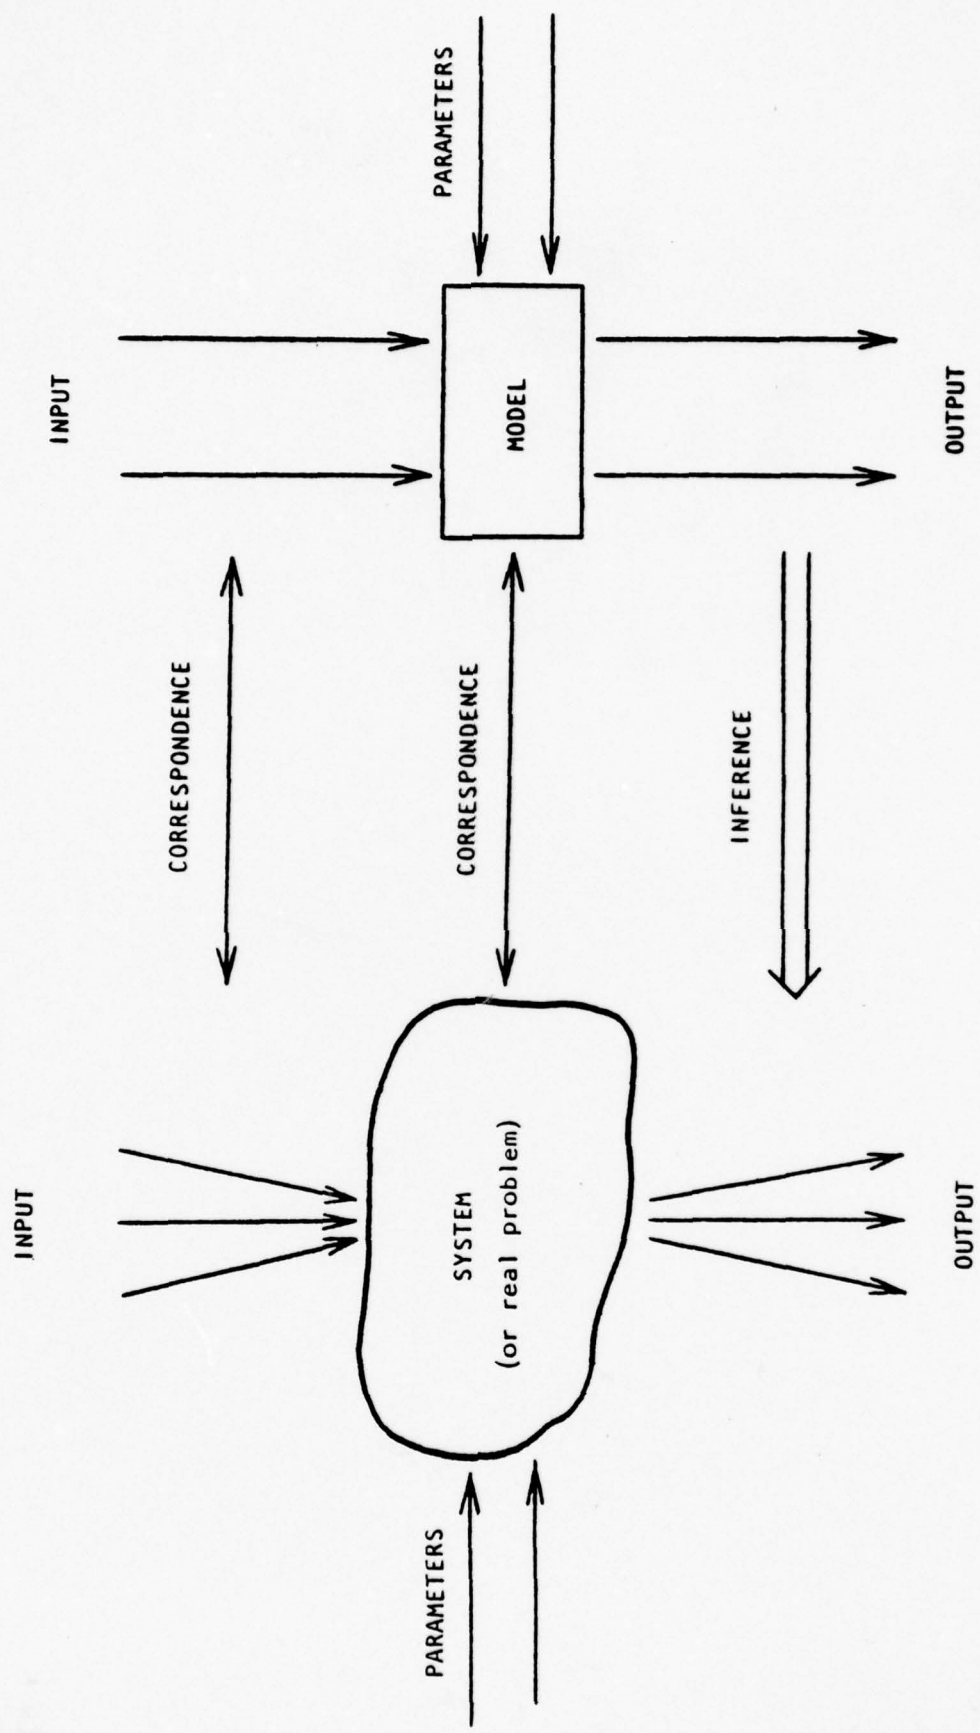 INPUT
INPUT
CORRESPONDENCE
PARAMETERS
SYSTEM
(or real problem)
CORRESPONDENCE
MODEL
PARAMETERS
INFERENCE
OUTPUT
OUTPUT